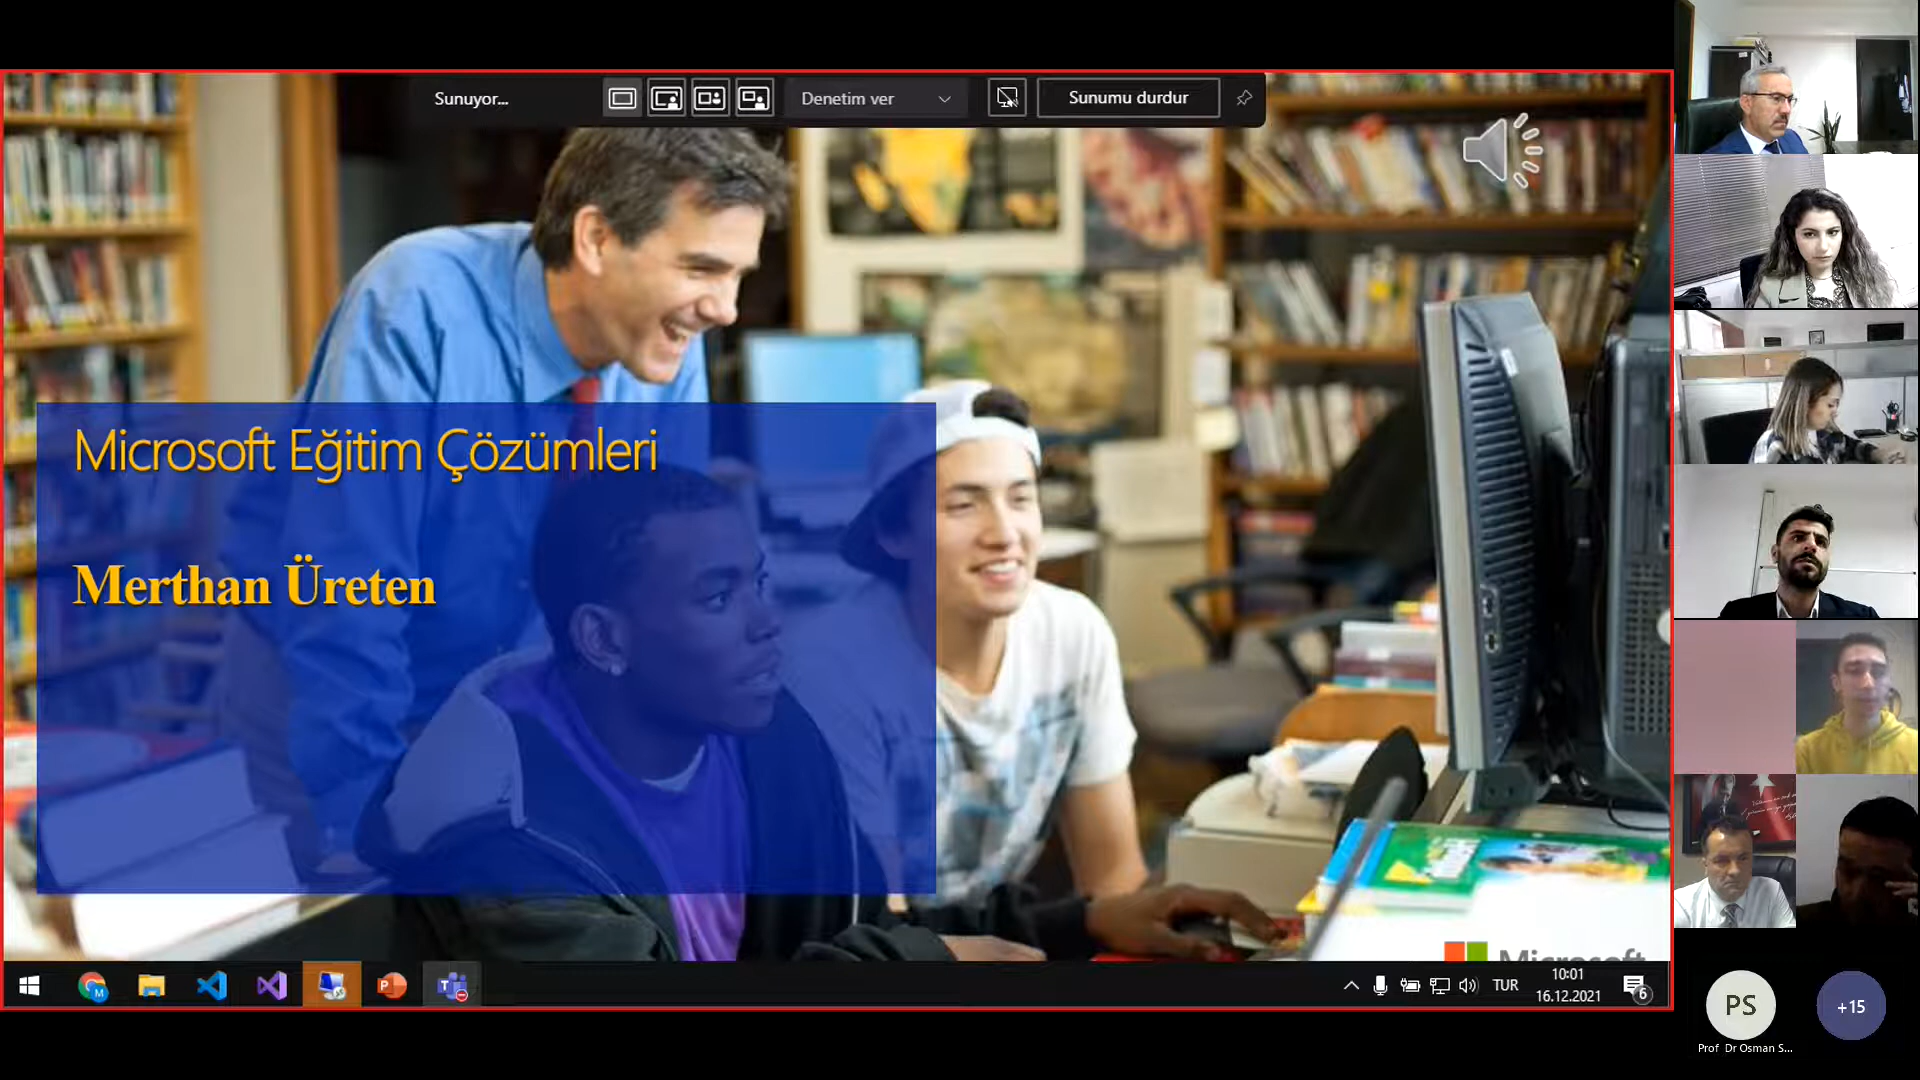 Sunuyor...
Denetim ver
Sunumu durdur
Microsoft Eğitim Çözümleri
Merthan Üreten
Microsoft
TUR
10:01
16.12.2021
6
PS
+15
Prof Dr Osman S...